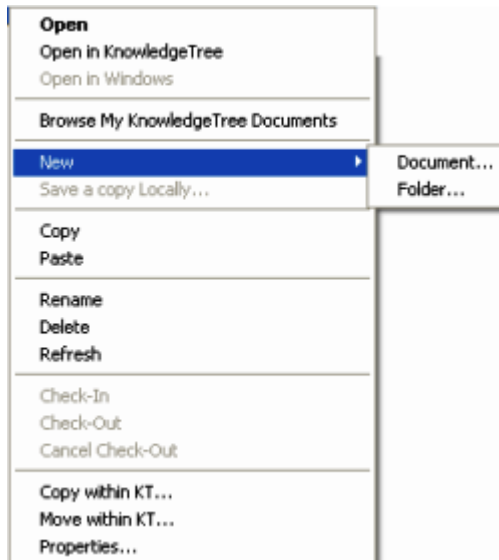 Open
Open in KnowledgeTree
Open in Windows
Browse My KnowledgeTree Documents
New
Document...
Folder...
Save a copy Locally...
Copy
Paste
Rename
Delete
Refresh
Check-In
Check-Out
Cancel Check-Out
Copy within KT...
Move within KT...
Properties...